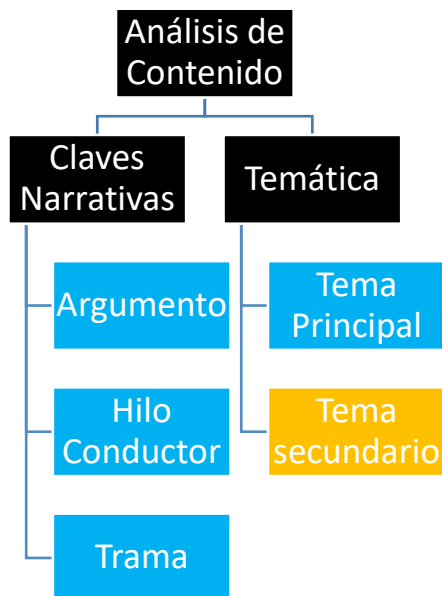 Análisis de
Contenido
Claves
Narrativas
Temática
Argumento
Tema
Principal
Hilo
Conductor
Tema
secundario
Trama